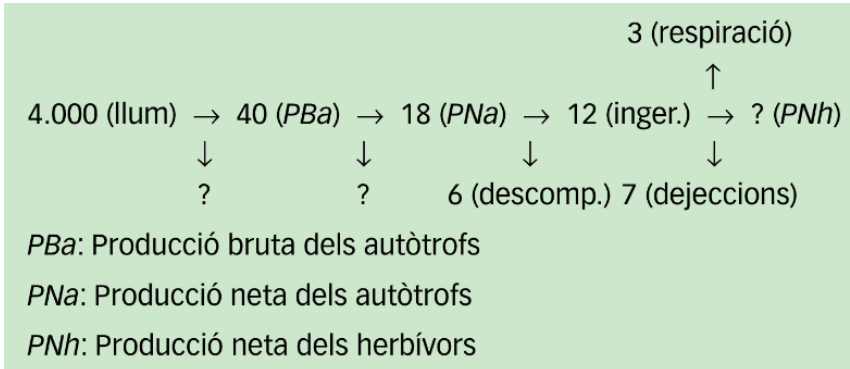 3 (respiració)
↑
4.000 (llum) → 40 (PBa) → 18 (PNa) → 12 (inger.) → ? (PNh)
↓ ↓ ↓ ↓
? ? 6 (descomp.) 7 (dejeccions)
PBa: Producció bruta dels autòtrofs
PNa: Producció neta dels autòtrofs
PNh: Producció neta dels herbívors